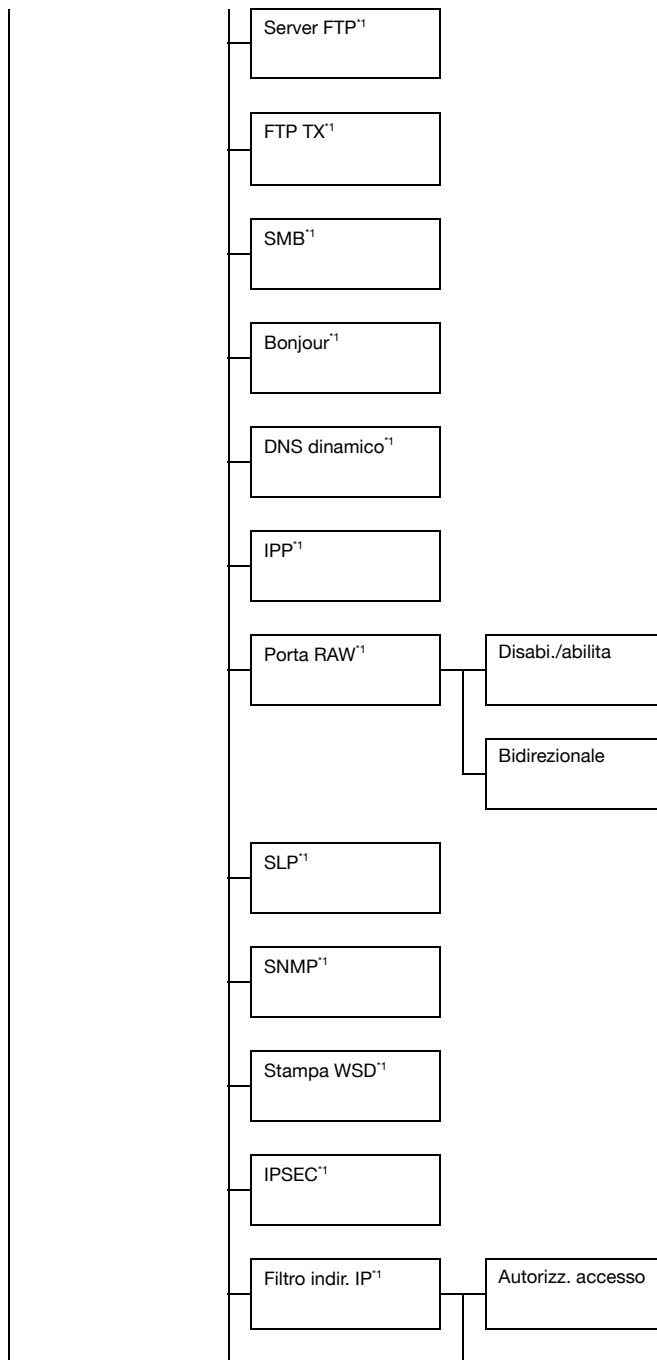 Server FTP*1
FTP TX*1
SMB*1
Bonjour*1
DNS dinamico*1
IPP*1
Porta RAW*1
Disabi./abilita
Bidirezionale
SLP*1
SNMP*1
Stampa WSD*1
IPSEC*1
Filtro indir. IP*1
Autorizz. accesso